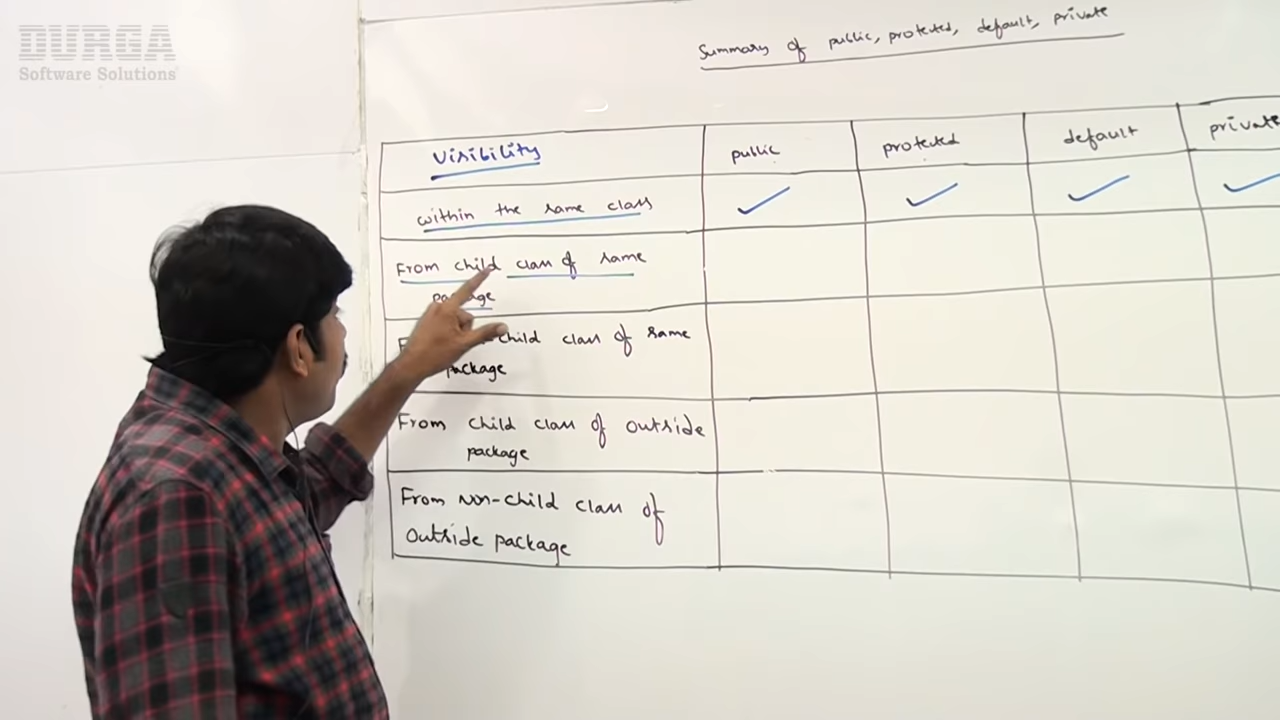 DURGA
Software Solutions
Summary of public, protected, default, private
Visibility public protected default private
within the same class
From child class of same
package
child class of same
package
From child class of outside
package
From non-child class of
outside package